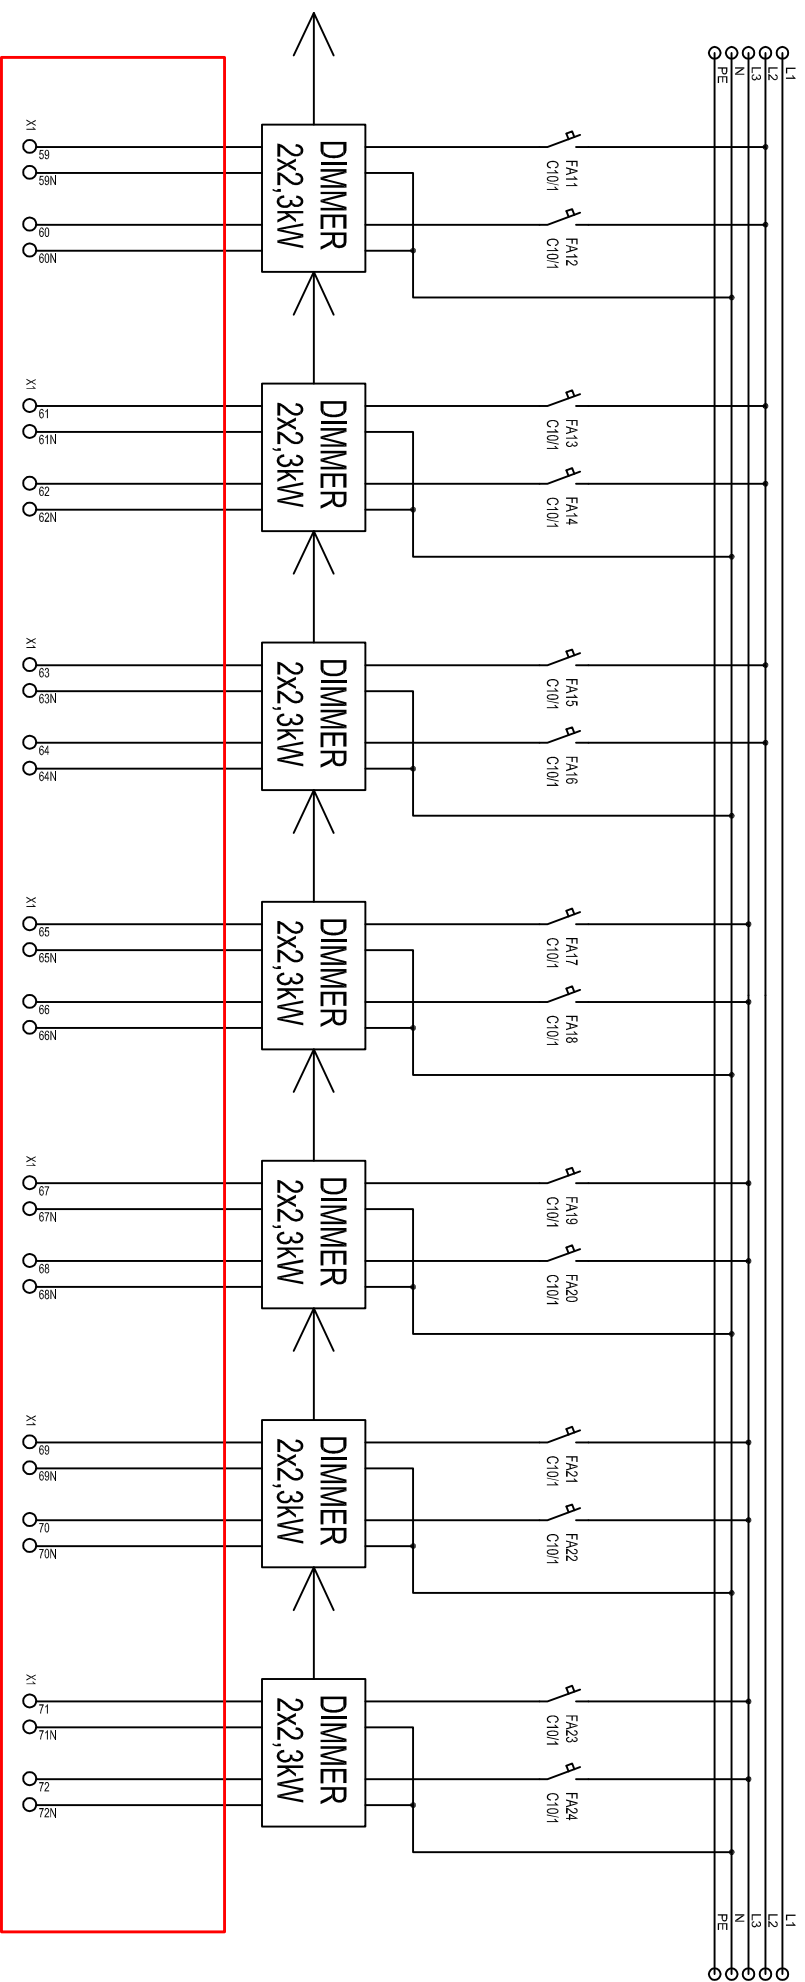 L1
L2
L3
N
PE
FA11
C10/1
FA12
C10/1
DIMMER
2x2,3kW
X1
59
59N
60
60N
FA13
C10/1
FA14
C10/1
DIMMER
2x2,3kW
X1
61
61N
62
62N
FA15
C10/1
FA16
C10/1
DIMMER
2x2,3kW
X1
63
63N
64
64N
FA17
C10/1
FA18
C10/1
DIMMER
2x2,3kW
X1
65
65N
66
66N
FA19
C10/1
FA20
C10/1
DIMMER
2x2,3kW
X1
67
67N
68
68N
FA21
C10/1
FA22
C10/1
DIMMER
2x2,3kW
X1
69
69N
70
70N
FA23
C10/1
FA24
C10/1
DIMMER
2x2,3kW
X1
71
71N
72
72N
L1
L2
L3
N
PE